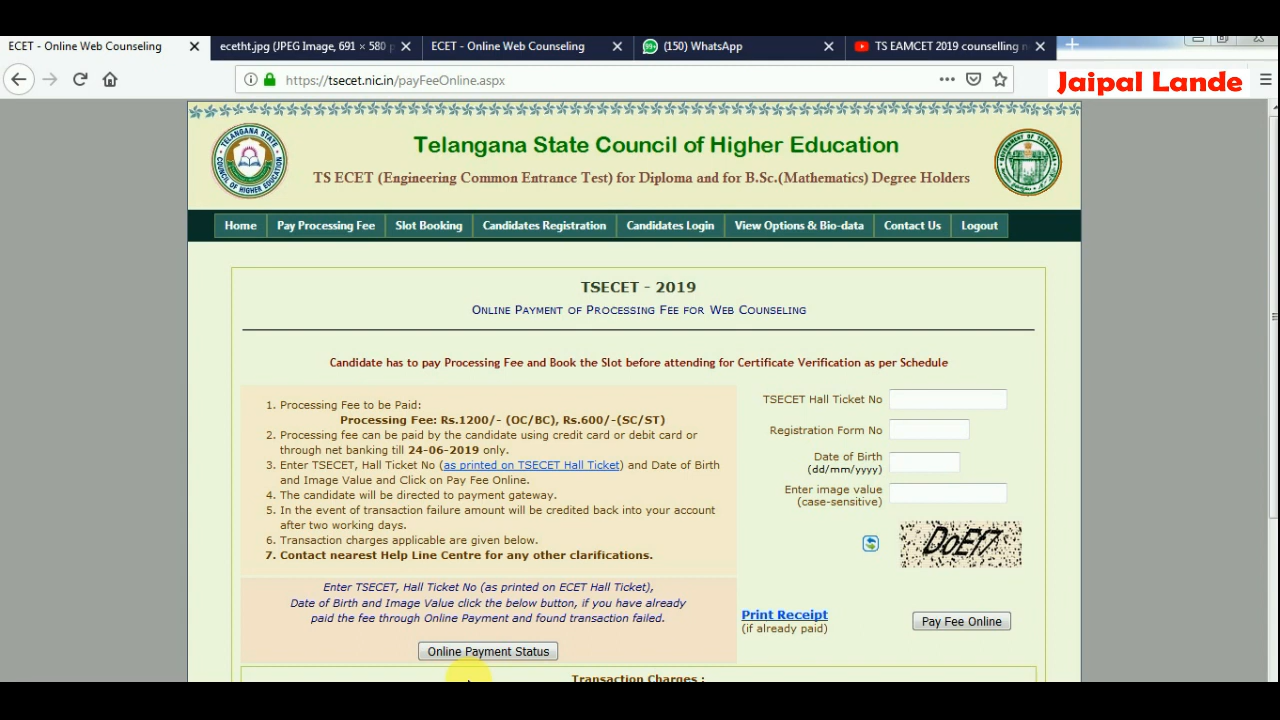 ECET - Online Web Counseling
ecetht.jpg (JPEG Image, 691 × 580 p
ECET - Online Web Counseling
99+ (150) WhatsApp
TS EAMCET 2019 counselling n
https://tsecet.nic.in/payFeeOnline.aspx
Jaipal Lande
TELANGANA STATE COUNCIL OF HIGHER EDUCATION
Telangana State Council of Higher Education
TS ECET (Engineering Common Entrance Test) for Diploma and for B.Sc.(Mathematics) Degree Holders
Home Pay Processing Fee Slot Booking Candidates Registration Candidates Login View Options & Bio-data Contact Us Logout
TSECET - 2019
ONLINE PAYMENT OF PROCESSING FEE FOR WEB COUNSELING
Candidate has to pay Processing Fee and Book the Slot before attending for Certificate Verification as per Schedule
1. Processing Fee to be Paid:
Processing Fee: Rs.1200/- (OC/BC), Rs.600/-(SC/ST)
2. Processing fee can be paid by the candidate using credit card or debit card or
through net banking till 24-06-2019 only.
3. Enter TSECET, Hall Ticket No (as printed on TSECET Hall Ticket) and Date of Birth
and Image Value and Click on Pay Fee Online.
4. The candidate will be directed to payment gateway.
5. In the event of transaction failure amount will be credited back into your account
after two working days.
6. Transaction charges applicable are given below.
7. Contact nearest Help Line Centre for any other clarifications.
Enter TSECET, Hall Ticket No (as printed on ECET Hall Ticket),
Date of Birth and Image Value click the below button, if you have already
paid the fee through Online Payment and found transaction failed.
Online Payment Status
TSECET Hall Ticket No
Registration Form No
Date of Birth
(dd/mm/yyyy)
Enter image value
(case-sensitive)
DoEf7
Print Receipt
(if already paid)
Pay Fee Online
Transaction Charges :